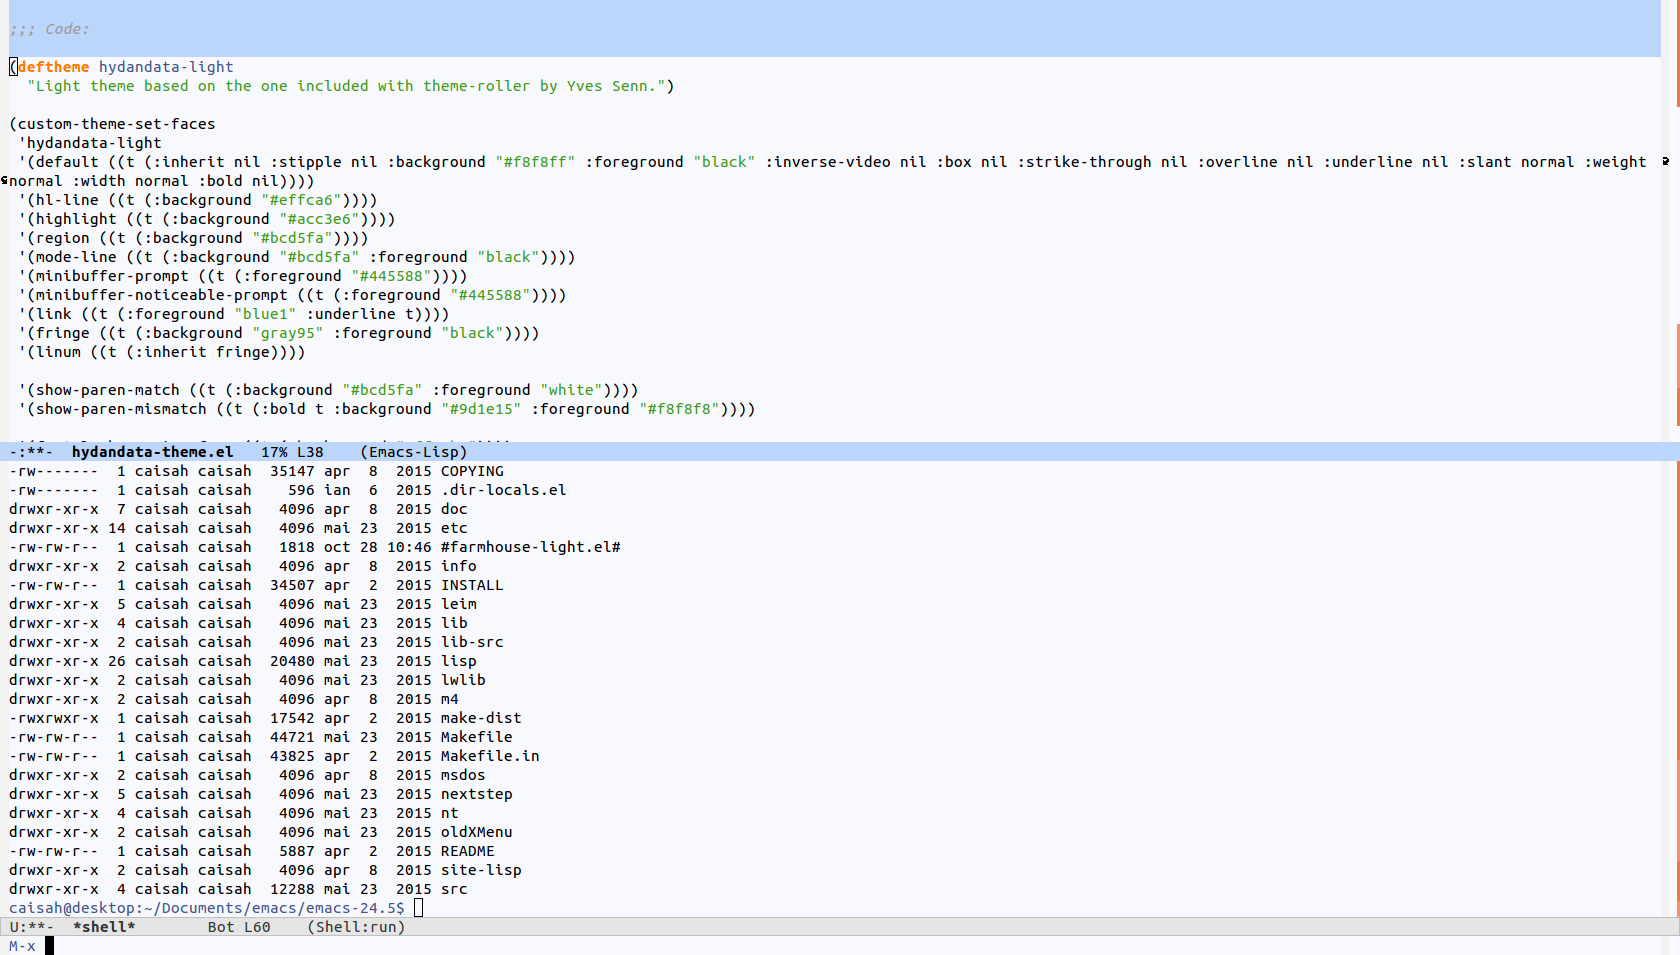 ;;; Code:
(deftheme hydandata-light
"Light theme based on the one included with theme-roller by Yves Senn.")
(custom-theme-set-faces
'hydandata-light
'(default ((t (:inherit nil :stipple nil :background "#f8f8ff" :foreground "black" :inverse-video nil :box nil :strike-through nil :overline nil :underline nil :slant normal :weight
normal :width normal :bold nil))))
'(hl-line ((t (:background "#effca6"))))
'(highlight ((t (:background "#acc3e6"))))
'(region ((t (:background "#bcd5fa"))))
'(mode-line ((t (:background "#bcd5fa" :foreground "black"))))
'(minibuffer-prompt ((t (:foreground "#445588"))))
'(minibuffer-noticeable-prompt ((t (:foreground "#445588"))))
'(link ((t (:foreground "blue1" :underline t))))
'(fringe ((t (:background "gray95" :foreground "black"))))
'(linum ((t (:inherit fringe))))
'(show-paren-match ((t (:background "#bcd5fa" :foreground "white"))))
'(show-paren-mismatch ((t (:bold t :background "#9d1e15" :foreground "#f8f8f8"))))
-:**-  hydandata-theme.el   17% L38    (Emacs-Lisp)
-rw-------  1 caisah caisah  35147 apr  8  2015 COPYING
-rw-------  1 caisah caisah    596 ian  6  2015 .dir-locals.el
drwxr-xr-x  7 caisah caisah   4096 apr  8  2015 doc
drwxr-xr-x 14 caisah caisah   4096 mai 23  2015 etc
-rw-rw-r--  1 caisah caisah   1818 oct 28 10:46 #farmhouse-light.el#
drwxr-xr-x  2 caisah caisah   4096 apr  8  2015 info
-rw-rw-r--  1 caisah caisah  34507 apr  2  2015 INSTALL
drwxr-xr-x  5 caisah caisah   4096 mai 23  2015 leim
drwxr-xr-x  4 caisah caisah   4096 mai 23  2015 lib
drwxr-xr-x  2 caisah caisah   4096 mai 23  2015 lib-src
drwxr-xr-x 26 caisah caisah  20480 mai 23  2015 lisp
drwxr-xr-x  2 caisah caisah   4096 mai 23  2015 lwlib
drwxr-xr-x  2 caisah caisah   4096 apr  8  2015 m4
-rwxrwxr-x  1 caisah caisah  17542 apr  2  2015 make-dist
-rw-rw-r--  1 caisah caisah  44721 mai 23  2015 Makefile
-rw-rw-r--  1 caisah caisah  43825 apr  2  2015 Makefile.in
drwxr-xr-x  2 caisah caisah   4096 apr  8  2015 msdos
drwxr-xr-x  5 caisah caisah   4096 mai 23  2015 nextstep
drwxr-xr-x  4 caisah caisah   4096 mai 23  2015 nt
drwxr-xr-x  2 caisah caisah   4096 mai 23  2015 oldXMenu
-rw-rw-r--  1 caisah caisah   5887 apr  2  2015 README
drwxr-xr-x  2 caisah caisah   4096 apr  8  2015 site-lisp
drwxr-xr-x  4 caisah caisah  12288 mai 23  2015 src
caisah@desktop:~/Documents/emacs/emacs-24.5$
U:**-  *shell*        Bot L60    (Shell:run)
M-x